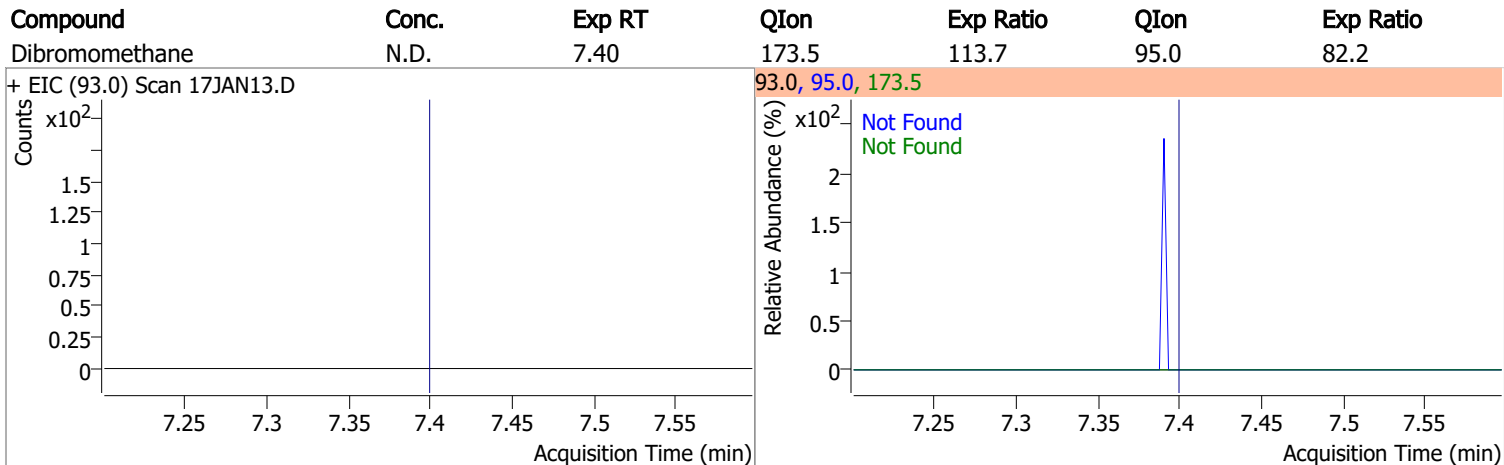 Compound Conc. Exp RT QIon Exp Ratio QIon Exp Ratio
Dibromomethane N.D. 7.40 173.5 113.7 95.0 82.2
+ EIC (93.0) Scan 17JAN13.D
Counts
x10²
1.5
1.25
1
0.75
0.5
0.25
0
7.25 7.3 7.35 7.4 7.45 7.5 7.55
Acquisition Time (min)
93.0, 95.0, 173.5
Relative Abundance (%)
x10²
Not Found
Not Found
2
1.5
1
0.5
0
7.25 7.3 7.35 7.4 7.45 7.5 7.55
Acquisition Time (min)